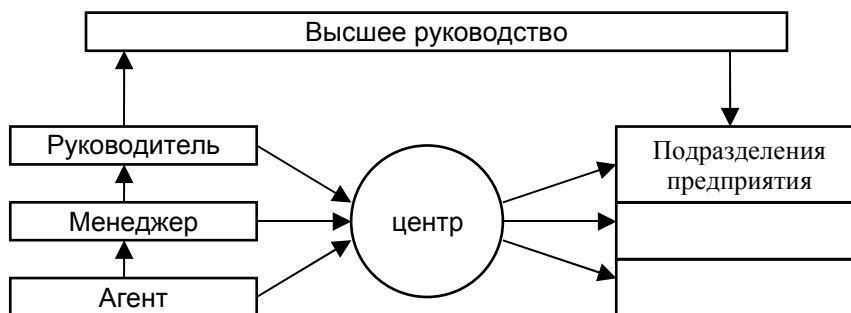 Высшее руководство
Руководитель
Менеджер
Агент
центр
Подразделения
предприятия